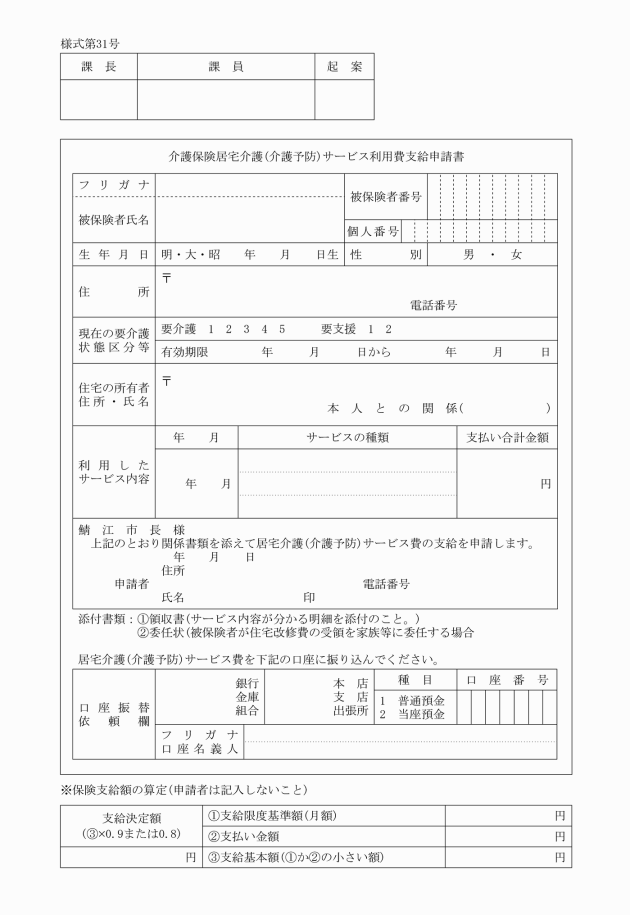 様式第31号
課　長　課　員　起　案
介護保険居宅介護(介護予防)サービス利用費支給申請書
フリガナ
被保険者番号
被保険者氏名
個人番号
生年月日　明・大・昭　年　月　日生　性　別　男　・　女
〒
住　所
電話番号
現在の要介護状態区分等
要介護　1　2　3　4　5　要支援　1　2
有効期限　年　月　日から　年　月　日
住宅の所有者住所・氏名
〒
本人との関係(　)
年　月　サービスの種類　支払い合計金額
利用したサービス内容
年　月　円
鯖江市長様
上記のとおり関係書類を添えて居宅介護(介護予防)サービス費の支給を申請します。
年　月　日
住所
申請者　電話番号
氏名　印
添付書類：①領収書(サービス内容が分かる明細を添付のこと。)
②委任状(被保険者が住宅改修費の受領を家族等に委任する場合
居宅介護(介護予防)サービス費を下記の口座に振り込んでください。
口座振替依頼欄
銀行　本店　種目　口座番号
金庫　支店　1　普通預金
組合　出張所　2　当座預金
フリガナ
口座名義人
※保険支給額の算定(申請者は記入しないこと)
支給決定額　①支給限度基準額(月額)　円
(③×0.9または0.8)　②支払い金額　円
円　③支給基本額(①か②の小さい額)　円